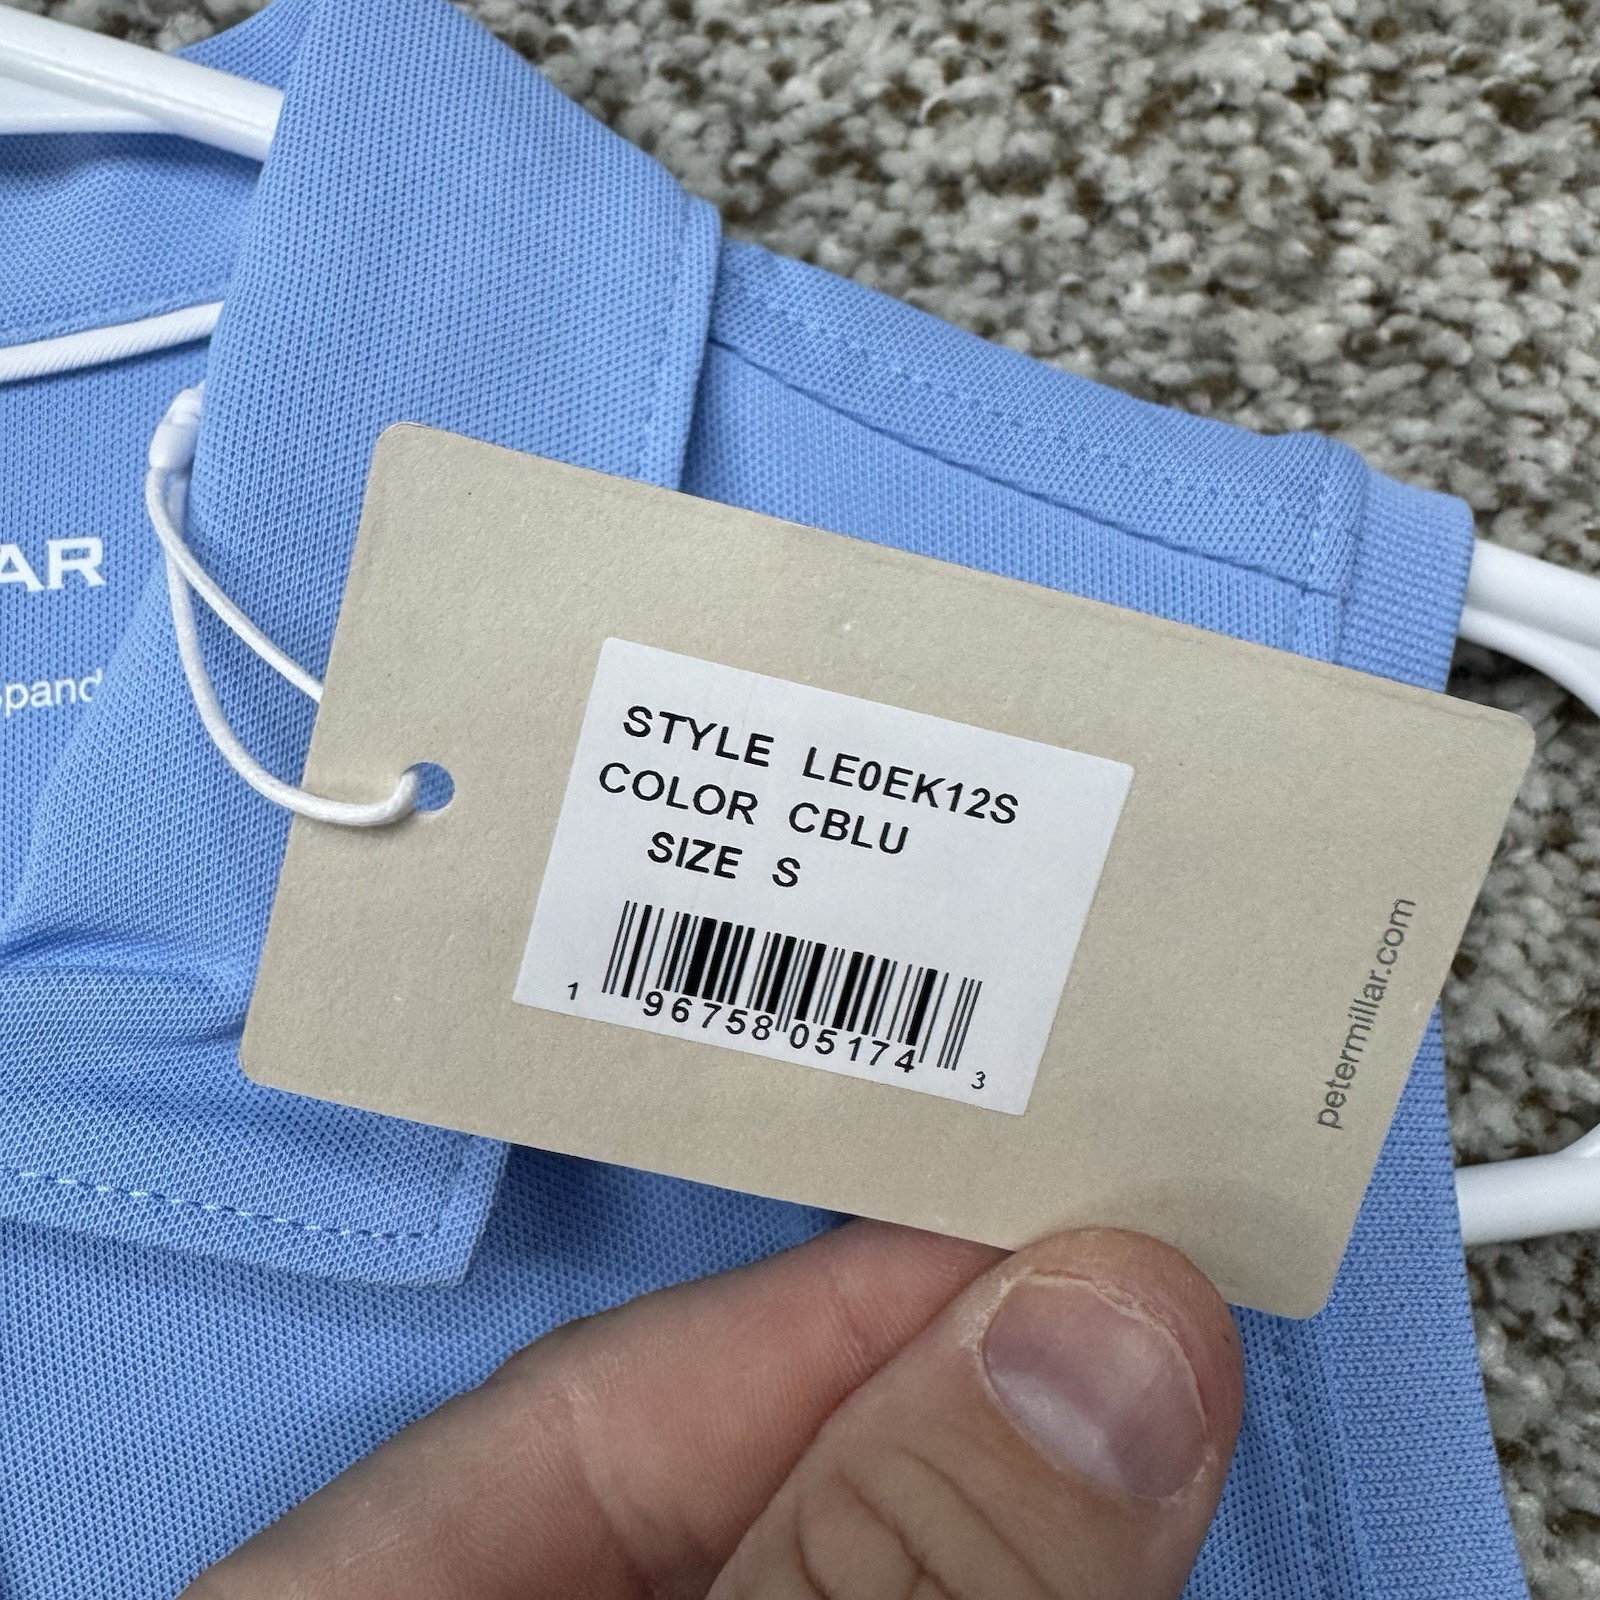 AR
STYLE LE0EK12S
COLOR CBLU
SIZE S
1 96758 05174 3
petermillar.com